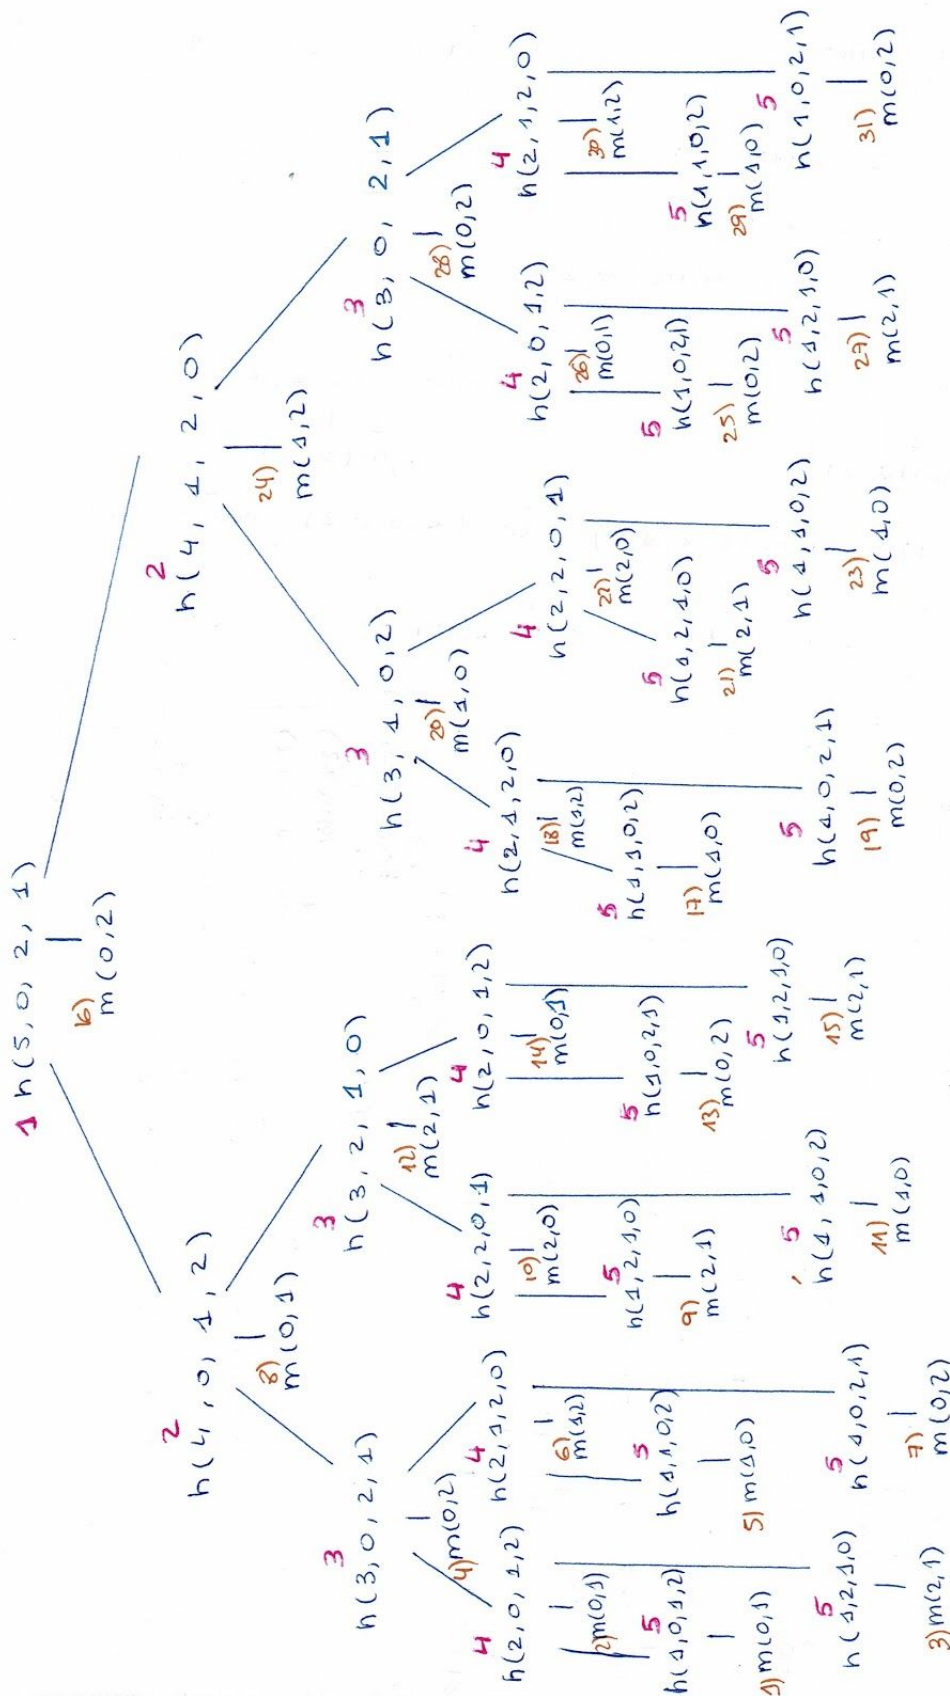 1 h(5,0,2,1)
16)
m(0,2)
2
h(4,0,1,2)
8)
m(0,1)
2
h(4,1,2,0)
24)
m(1,2)
3
h(3,0,2,1)
4) m(0,2)
3
h(3,2,1,0)
12)
m(2,1)
3
h(3,1,0,2)
20)
m(1,0)
3
h(3,0,2,1)
28)
m(0,2)
4
h(2,0,1,2)
2) m(0,1)
4
h(2,1,2,0)
6)
m(1,2)
4
h(2,2,0,1)
10)
m(2,0)
4
h(2,0,1,2)
14)
m(0,1)
4
h(2,1,2,0)
18)
m(1,2)
4
h(2,2,0,1)
22)
m(2,0)
4
h(2,0,1,2)
26)
m(0,1)
4
h(2,1,2,0)
30)
m(1,2)
5
h(1,0,1,2)
1) m(0,1)
5
h(1,1,0,2)
5) m(1,0)
5
h(1,2,1,0)
9)
m(2,1)
5
h(1,0,2,1)
13)
m(0,2)
5
h(1,1,0,2)
17)
m(1,0)
5
h(1,2,1,0)
21)
m(2,1)
5
h(1,0,2,1)
25)
m(0,2)
5
h(1,1,0,2)
29)
m(1,0)
5
h(1,2,1,0)
3) m(2,1)
5
h(1,0,2,1)
7)
m(0,2)
5
h(1,1,0,2)
11)
m(1,0)
5
h(1,2,1,0)
15)
m(2,1)
5
h(1,0,2,1)
19)
m(0,2)
5
h(1,1,0,2)
23)
m(1,0)
5
h(1,2,1,0)
27)
m(2,1)
5
h(1,0,2,1)
31)
m(0,2)